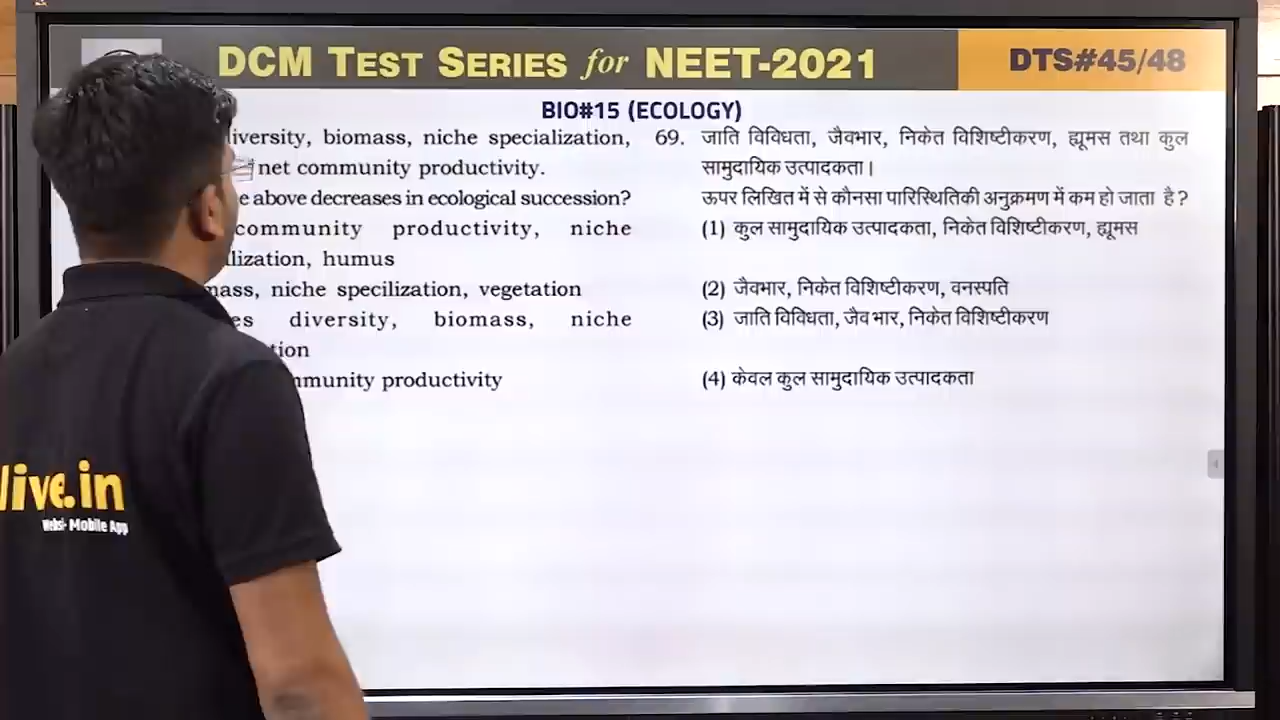 DCM TEST SERIES for NEET-2021
DTS#45/48
BIO#15 (ECOLOGY)
diversity, biomass, niche specialization,
net community productivity.
above decreases in ecological succession?
community productivity, niche
humus
niche specilization, vegetation
diversity, biomass, niche
productivity
69. जाति विविधता, जैवभार, निकेत विशिष्टीकरण, ह्यूमस तथा कुल
सामुदायिक उत्पादकता।
ऊपर लिखित में से कौनसा पारिस्थितिकी अनुक्रमण में कम हो जाता है?
(1) कुल सामुदायिक उत्पादकता, निकेत विशिष्टीकरण, ह्यूमस
(2) जैवभार, निकेत विशिष्टीकरण, वनस्पति
(3) जाति विविधता, जैव भार, निकेत विशिष्टीकरण
(4) केवल कुल सामुदायिक उत्पादकता
live.in
Mobile App